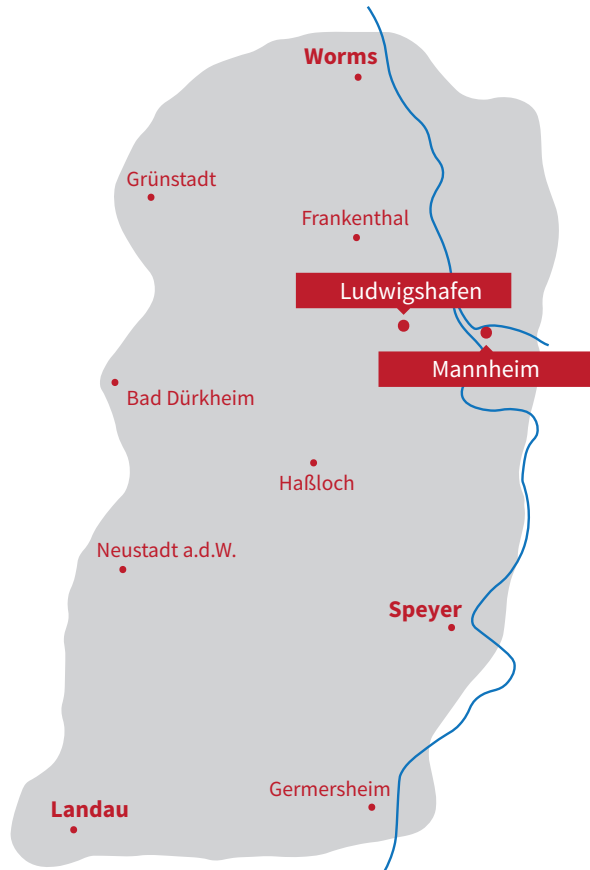 Worms
Grünstadt
Frankenthal
Ludwigshafen
Mannheim
Bad Dürkheim
Haßloch
Neustadt a.d.W.
Speyer
Germersheim
Landau